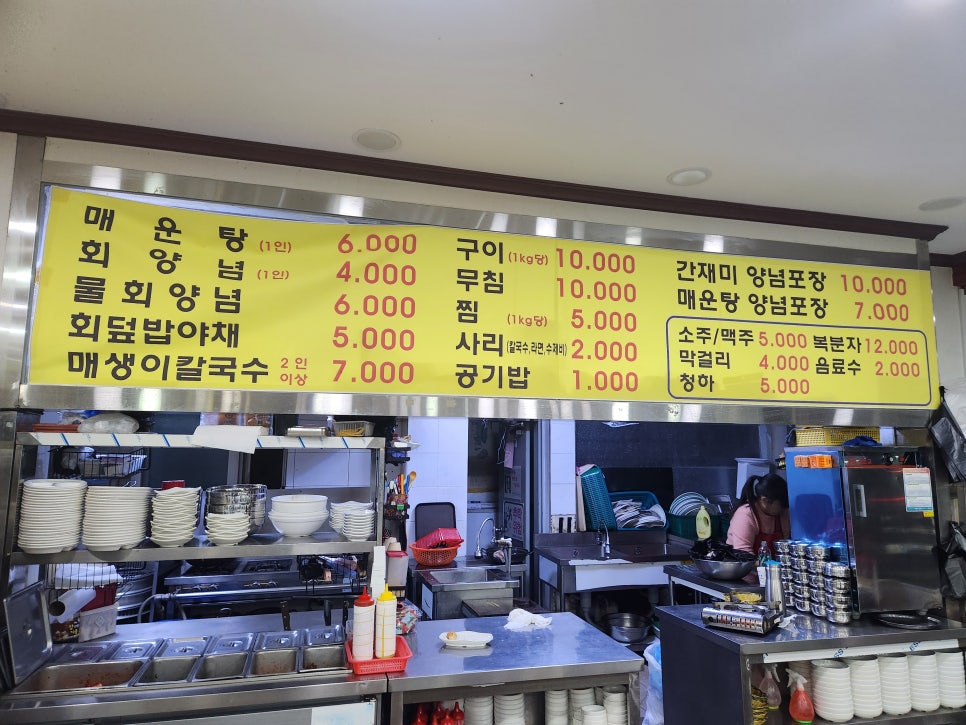 매운탕 (1인) 6.000
회양념 (1인) 4.000
물회양념 6.000
회덮밥야채 5.000
매생이칼국수 2인 이상 7.000
구이 (1kg당) 10.000
무침 10.000
찜 (1kg당) 5.000
사리 (칼국수,라면,수제비) 2.000
공기밥 1.000
간재미 양념포장 10.000
매운탕 양념포장 7.000
소주/맥주 5.000 복분자 12.000
막걸리 4.000 음료수 2.000
청하 5.000